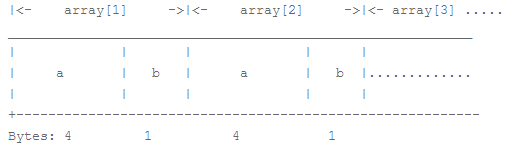 |<-    array[1]     ->|<-    array[2]     ->|<- array[3] .....
|     a       |   b   |      a       |   b  |.............
Bytes: 4         1          4           1